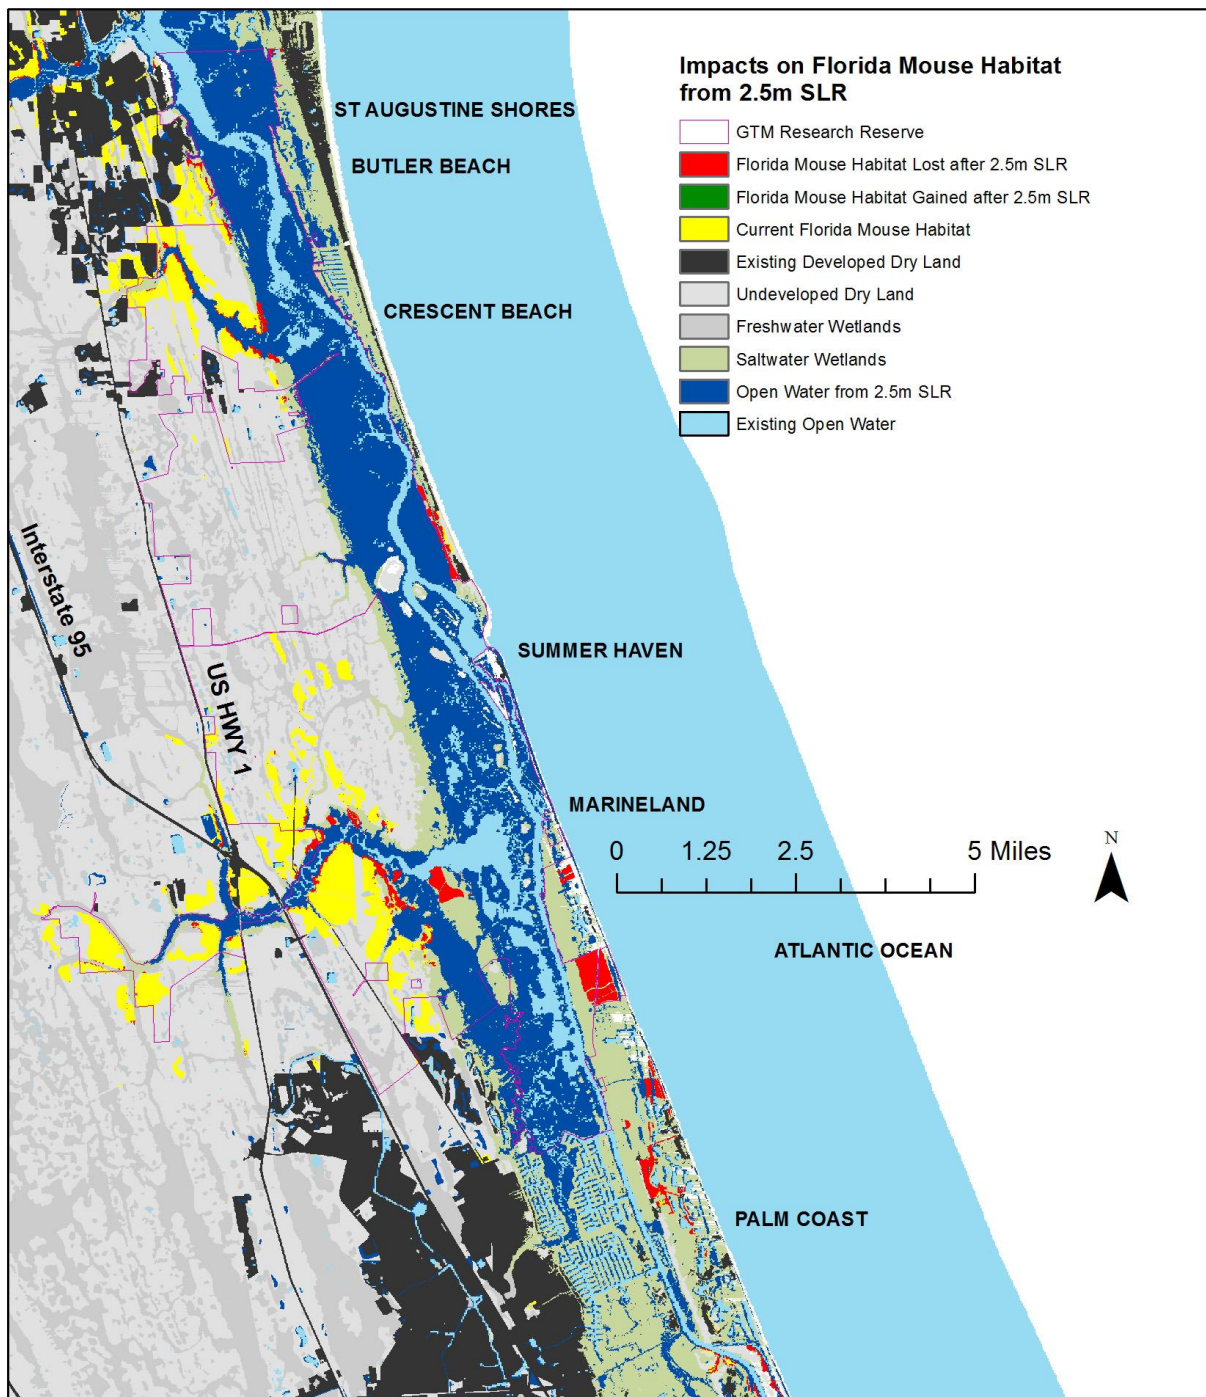 Impacts on Florida Mouse Habitat
from 2.5m SLR
GTM Research Reserve
Florida Mouse Habitat Lost after 2.5m SLR
Florida Mouse Habitat Gained after 2.5m SLR
Current Florida Mouse Habitat
Existing Developed Dry Land
Undeveloped Dry Land
Freshwater Wetlands
Saltwater Wetlands
Open Water from 2.5m SLR
Existing Open Water
ST AUGUSTINE SHORES
BUTLER BEACH
CRESCENT BEACH
Interstate 95
US HWY 1
SUMMER HAVEN
MARINELAND
0 1.25 2.5 5 Miles
N
ATLANTIC OCEAN
PALM COAST